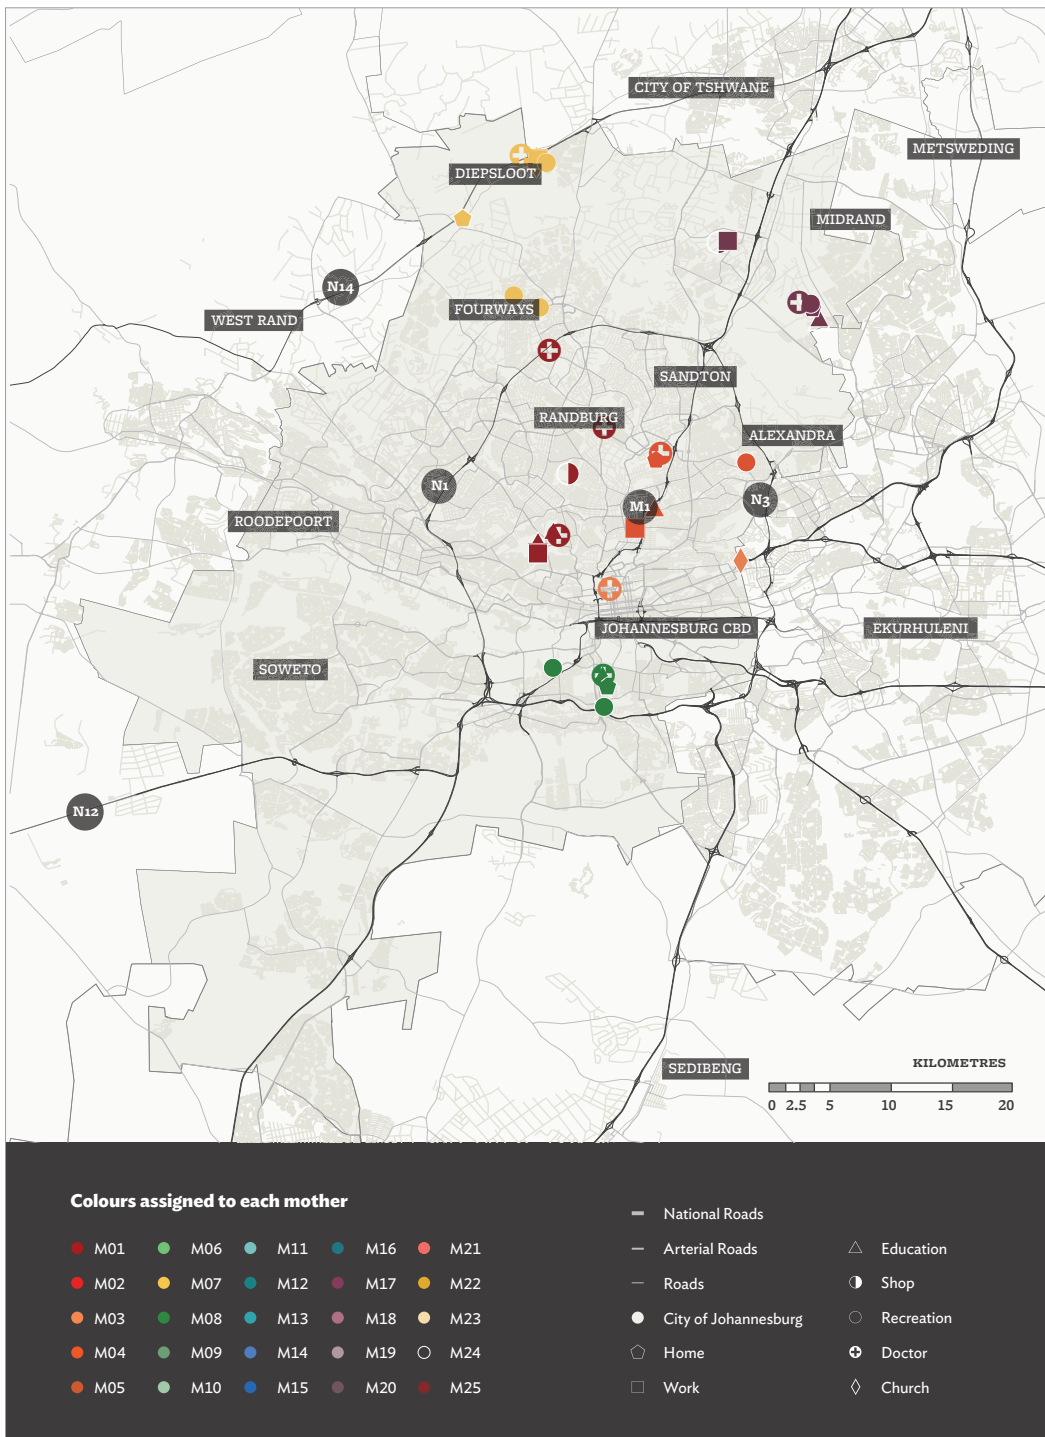 CITY OF TSHWANE
METSWEDING
DIEPSLOOT
MIDRAND
N14
FOURWAYS
WEST RAND
SANDTON
RANDBURG
ALEXANDRA
N1
M1
N3
ROODEPOORT
JOHANNESBURG CBD
EKURHULENI
SOWETO
N12
SEDIBENG
KILOMETRES
0 2.5 5 10 15 20
Colours assigned to each mother
M01 M06 M11 M16 M21
M02 M07 M12 M17 M22
M03 M08 M13 M18 M23
M04 M09 M14 M19 M24
M05 M10 M15 M20 M25
National Roads
Arterial Roads
Roads
City of Johannesburg
Home
Work
Education
Shop
Recreation
Doctor
Church